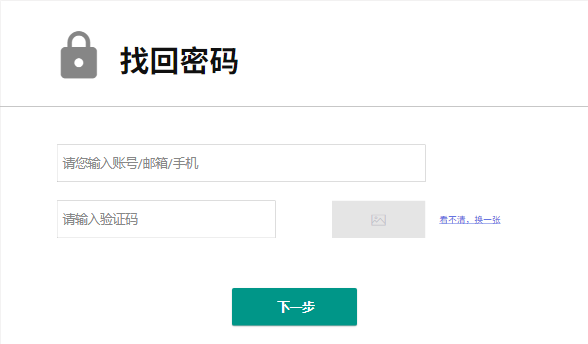 找回密码
请您输入账号/邮箱/手机
请输入验证码
看不清，换一张
下一步